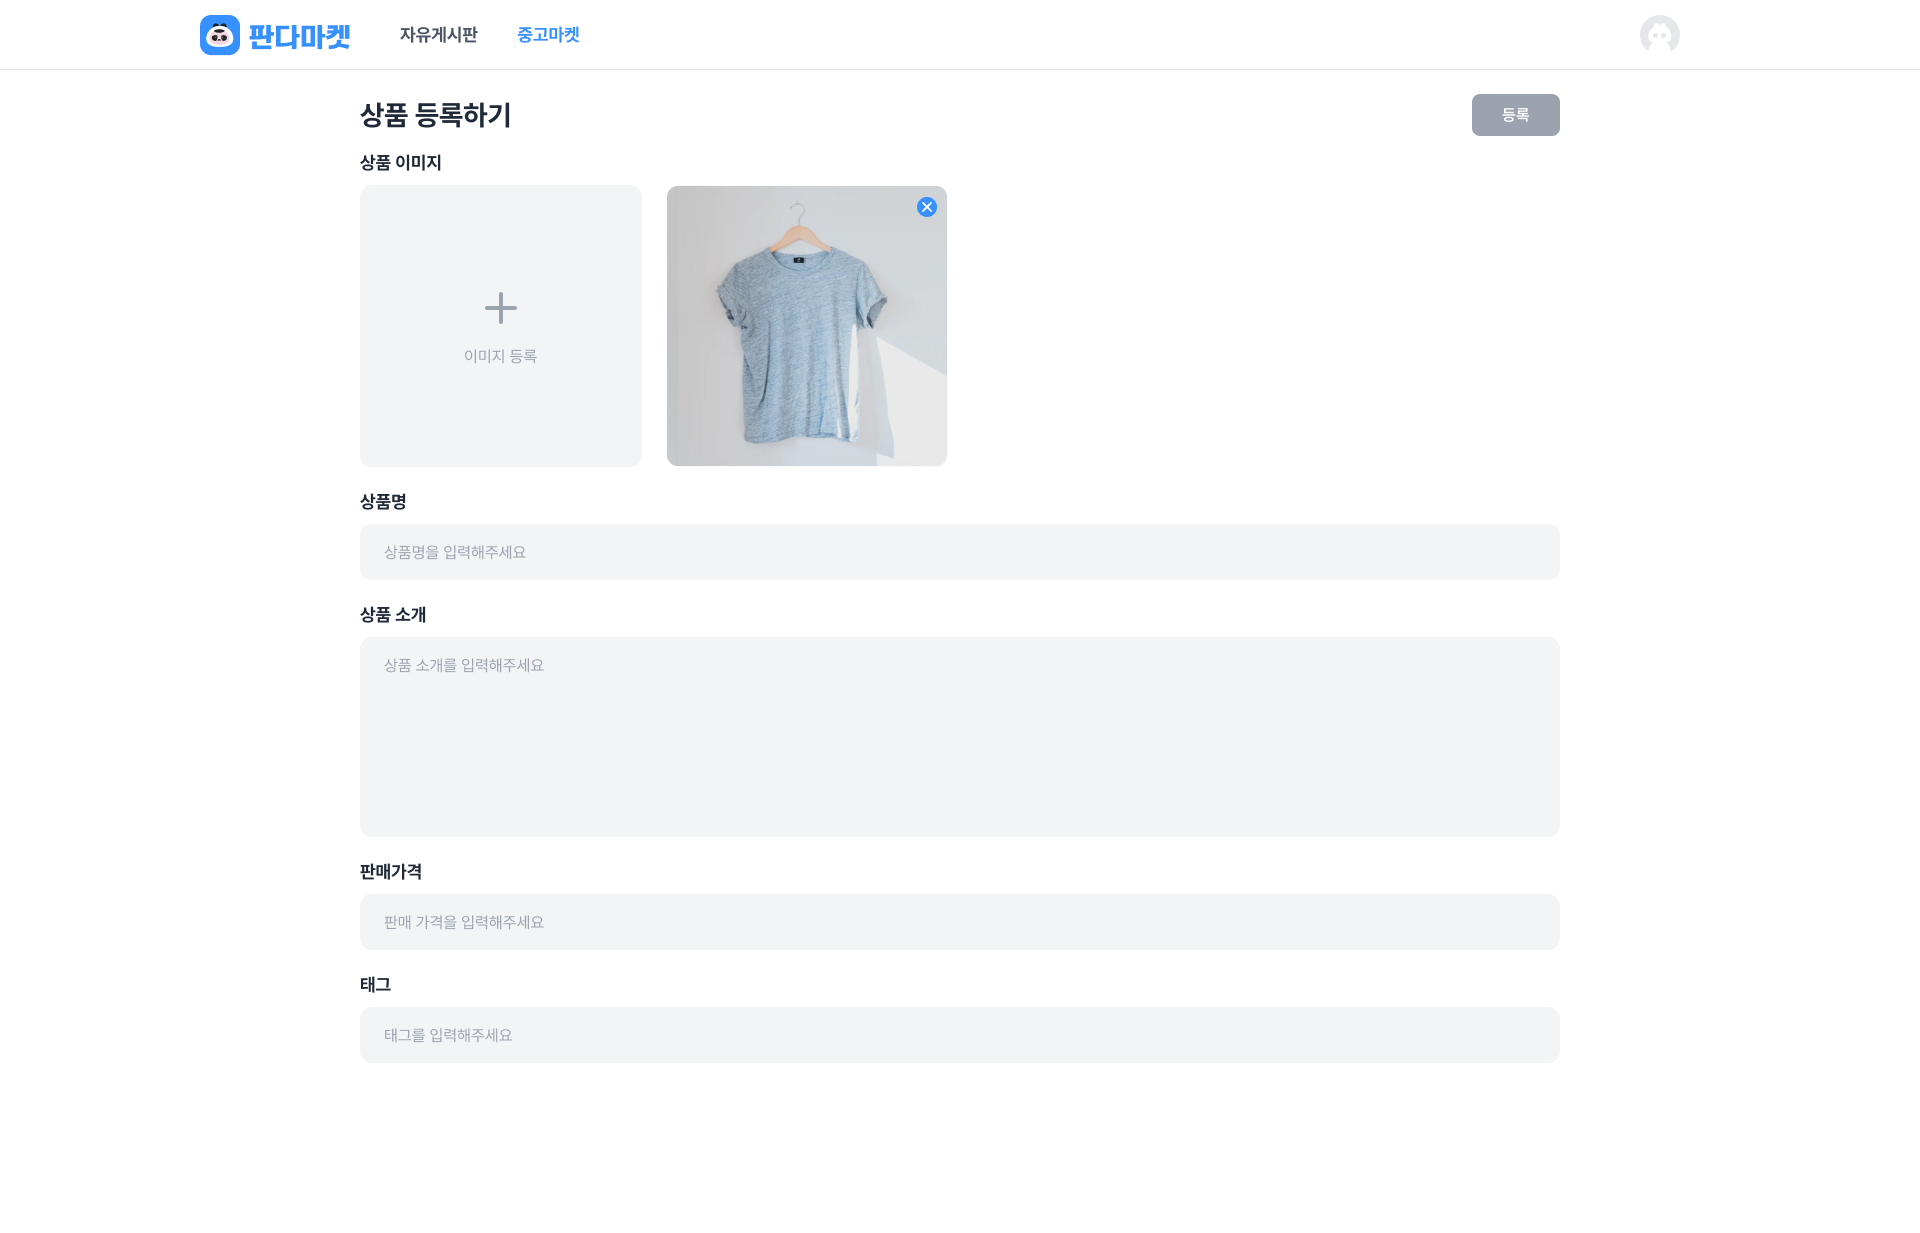 판다마켓
자유게시판
중고마켓
상품 등록하기
등록
상품 이미지
이미지 등록
상품명
상품명을 입력해주세요
상품 소개
상품 소개를 입력해주세요
판매가격
판매 가격을 입력해주세요
태그
태그를 입력해주세요